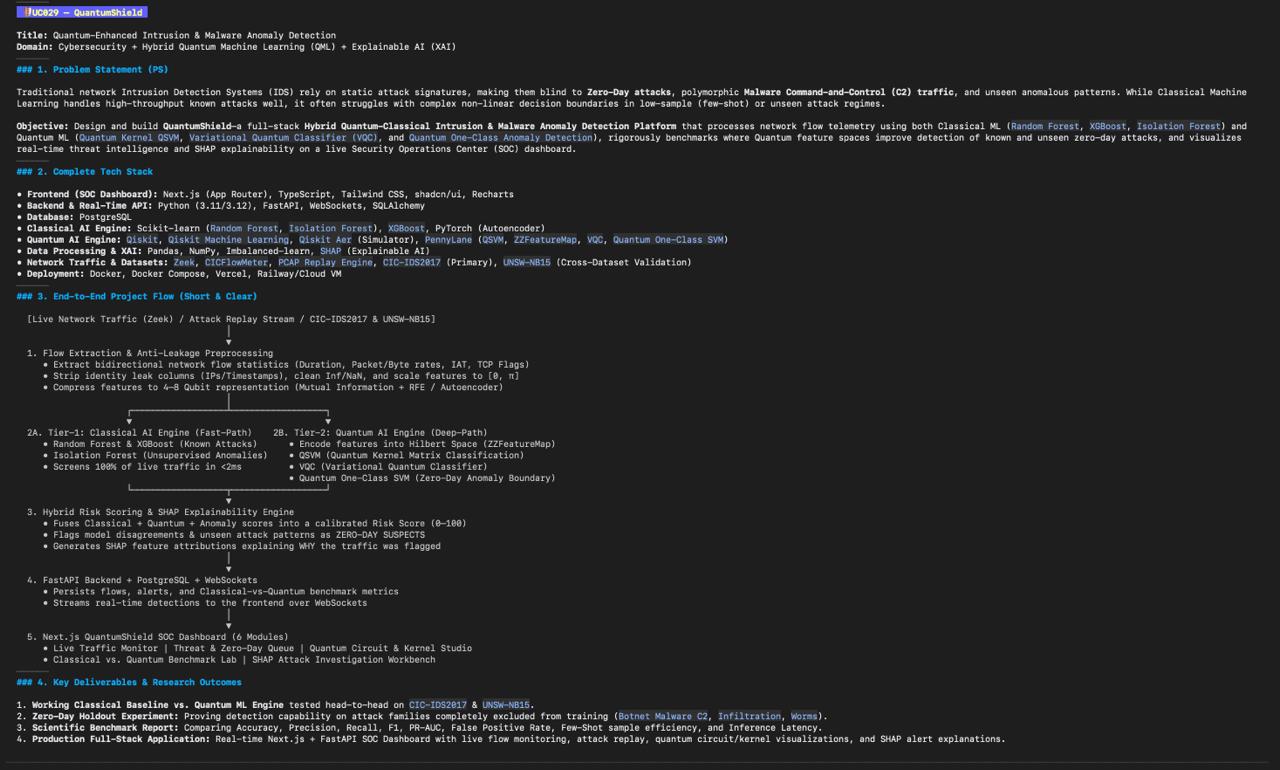 UC029 — QuantumShield
Title: Quantum-Enhanced Intrusion & Malware Anomaly Detection
Domain: Cybersecurity + Hybrid Quantum Machine Learning (QML) + Explainable AI (XAI)
### 1. Problem Statement (PS)
Traditional network Intrusion Detection Systems (IDS) rely on static attack signatures, making them blind to Zero-Day attacks, polymorphic Malware Command-and-Control (C2) traffic, and unseen anomalous patterns. While Classical Machine
Learning handles high-throughput known attacks well, it often struggles with complex non-linear decision boundaries in low-sample (few-shot) or unseen attack regimes.
Objective: Design and build QuantumShield—a full-stack Hybrid Quantum-Classical Intrusion & Malware Anomaly Detection Platform that processes network flow telemetry using both Classical ML (Random Forest, XGBoost, Isolation Forest) and
Quantum ML (Quantum Kernel QSVM, Variational Quantum Classifier (VQC), and Quantum One-Class Anomaly Detection), rigorously benchmarks where Quantum feature spaces improve detection of known and unseen zero-day attacks, and visualizes
real-time threat intelligence and SHAP explainability on a live Security Operations Center (SOC) dashboard.
### 2. Complete Tech Stack
• Frontend (SOC Dashboard): Next.js (App Router), TypeScript, Tailwind CSS, shadcn/ui, Recharts
• Backend & Real-Time API: Python (3.11/3.12), FastAPI, WebSockets, SQLAlchemy
• Database: PostgreSQL
• Classical AI Engine: Scikit-learn (Random Forest, Isolation Forest), XGBoost, PyTorch (Autoencoder)
• Quantum AI Engine: Qiskit, Qiskit Machine Learning, Qiskit Aer (Simulator), PennyLane (QSVM, ZZFeatureMap, VQC, Quantum One-Class SVM)
• Data Processing & XAI: Pandas, NumPy, Imbalanced-learn, SHAP (Explainable AI)
• Network Traffic & Datasets: Zeek, CICFlowMeter, PCAP Replay Engine, CIC-IDS2017 (Primary), UNSW-NB15 (Cross-Dataset Validation)
• Deployment: Docker, Docker Compose, Vercel, Railway/Cloud VM
### 3. End-to-End Project Flow (Short & Clear)
[Live Network Traffic (Zeek) / Attack Replay Stream / CIC-IDS2017 & UNSW-NB15]
1. Flow Extraction & Anti-Leakage Preprocessing
• Extract bidirectional network flow statistics (Duration, Packet/Byte rates, IAT, TCP Flags)
• Strip identity leak columns (IPs/Timestamps), clean Inf/NaN, and scale features to [0, π]
• Compress features to 4–8 Qubit representation (Mutual Information + RFE / Autoencoder)
2A. Tier-1: Classical AI Engine (Fast-Path) 2B. Tier-2: Quantum AI Engine (Deep-Path)
• Random Forest & XGBoost (Known Attacks) • Encode features into Hilbert Space (ZZFeatureMap)
• Isolation Forest (Unsupervised Anomalies) • QSVM (Quantum Kernel Matrix Classification)
• Screens 100% of live traffic in <2ms • VQC (Variational Quantum Classifier)
• Quantum One-Class SVM (Zero-Day Anomaly Boundary)
3. Hybrid Risk Scoring & SHAP Explainability Engine
• Fuses Classical + Quantum + Anomaly scores into a calibrated Risk Score (0–100)
• Flags model disagreements & unseen attack patterns as ZERO-DAY SUSPECTS
• Generates SHAP feature attributions explaining WHY the traffic was flagged
4. FastAPI Backend + PostgreSQL + WebSockets
• Persists flows, alerts, and Classical-vs-Quantum benchmark metrics
• Streams real-time detections to the frontend over WebSockets
5. Next.js QuantumShield SOC Dashboard (6 Modules)
• Live Traffic Monitor | Threat & Zero-Day Queue | Quantum Circuit & Kernel Studio
• Classical vs. Quantum Benchmark Lab | SHAP Attack Investigation Workbench
### 4. Key Deliverables & Research Outcomes
1. Working Classical Baseline vs. Quantum ML Engine tested head-to-head on CIC-IDS2017 & UNSW-NB15.
2. Zero-Day Holdout Experiment: Proving detection capability on attack families completely excluded from training (Botnet Malware C2, Infiltration, Worms).
3. Scientific Benchmark Report: Comparing Accuracy, Precision, Recall, F1, PR-AUC, False Positive Rate, Few-Shot sample efficiency, and Inference Latency.
4. Production Full-Stack Application: Real-time Next.js + FastAPI SOC Dashboard with live flow monitoring, attack replay, quantum circuit/kernel visualizations, and SHAP alert explanations.